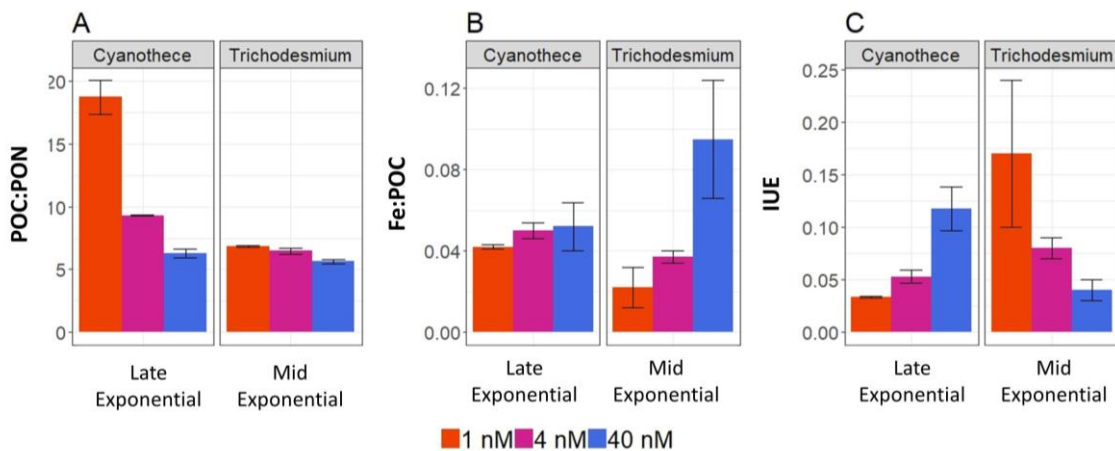 A
Cyanothece
Trichodesmium
POC:PON
20
15
10
5
0
Late
Exponential
Mid
Exponential
B
Cyanothece
Trichodesmium
Fe:POC
0.12
0.08
0.04
0.00
Late
Exponential
Mid
Exponential
C
Cyanothece
Trichodesmium
IUE
0.25
0.20
0.15
0.10
0.05
0.00
Late
Exponential
Mid
Exponential
1 nM 4 nM 40 nM